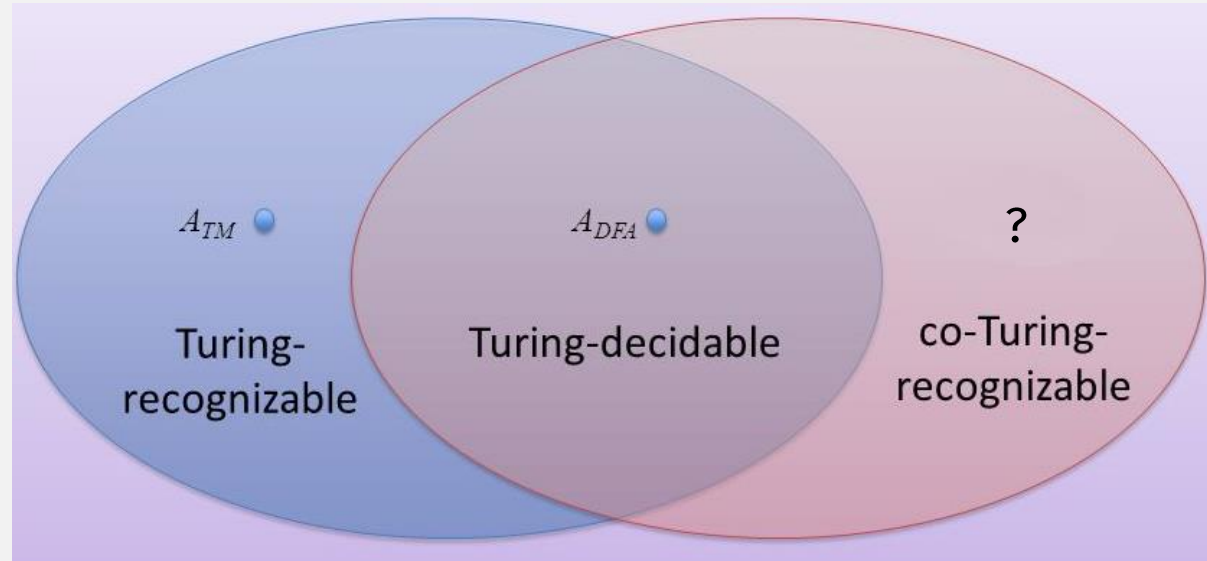 A_TM
A_DFA
?
Turing-
recognizable
Turing-decidable
co-Turing-
recognizable